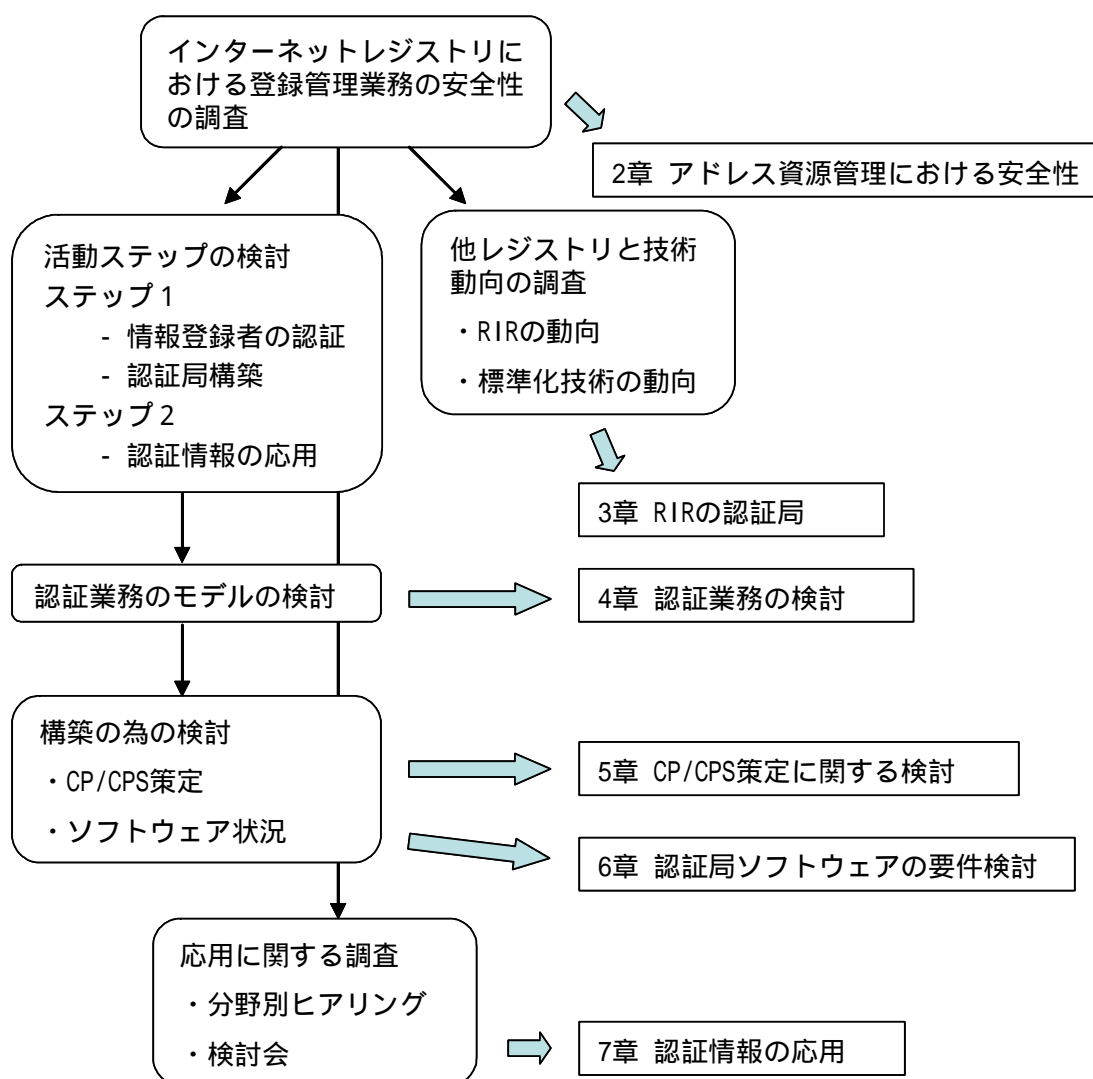 インターネットレジストリに
おける登録管理業務の安全性
の調査
2章 アドレス資源管理における安全性
活動ステップの検討
ステップ1
- 情報登録者の認証
- 認証局構築
ステップ2
- 認証情報の応用
他レジストリと技術
動向の調査
・RIRの動向
・標準化技術の動向
3章 RIRの認証局
認証業務のモデルの検討
4章 認証業務の検討
構築の為の検討
・CP/CPS策定
・ソフトウェア状況
5章 CP/CPS策定に関する検討
6章 認証局ソフトウェアの要件検討
応用に関する調査
・分野別ヒアリング
・検討会
7章 認証情報の応用